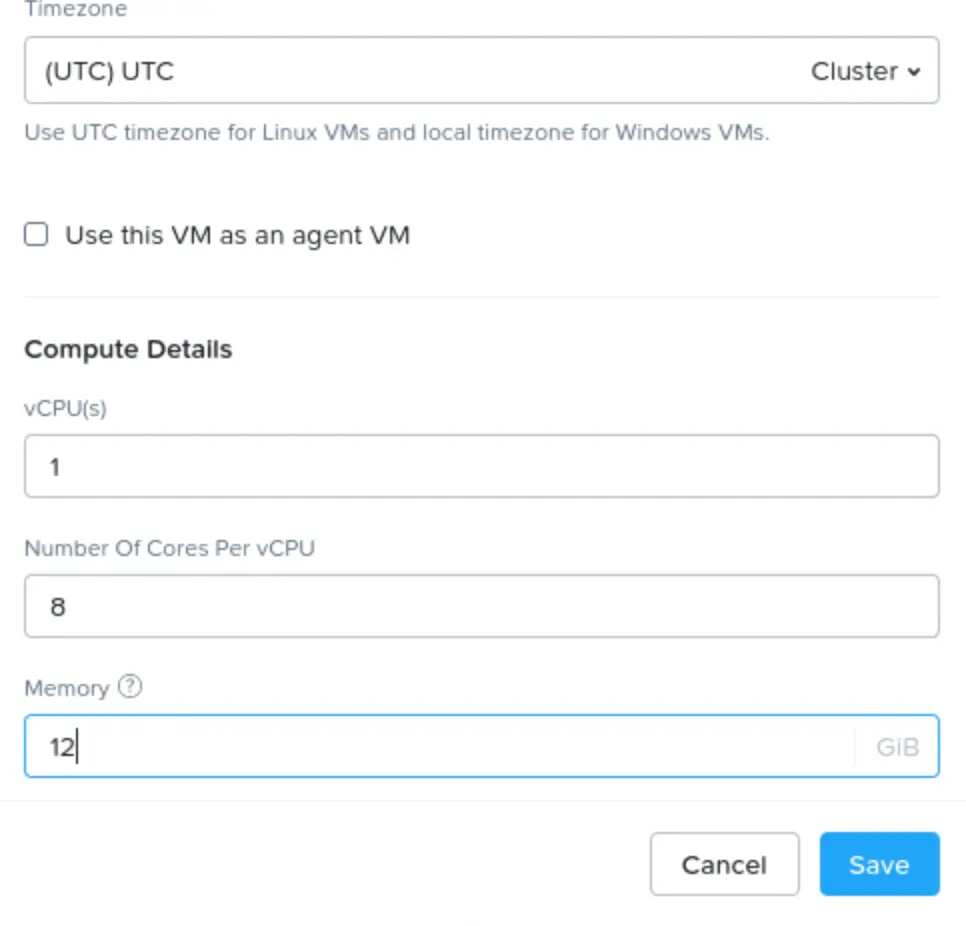 Timezone
(UTC) UTC Cluster
Use UTC timezone for Linux VMs and local timezone for Windows VMs.
Use this VM as an agent VM
Compute Details
vCPU(s)
1
Number Of Cores Per vCPU
8
Memory ?
12 GiB
Cancel Save